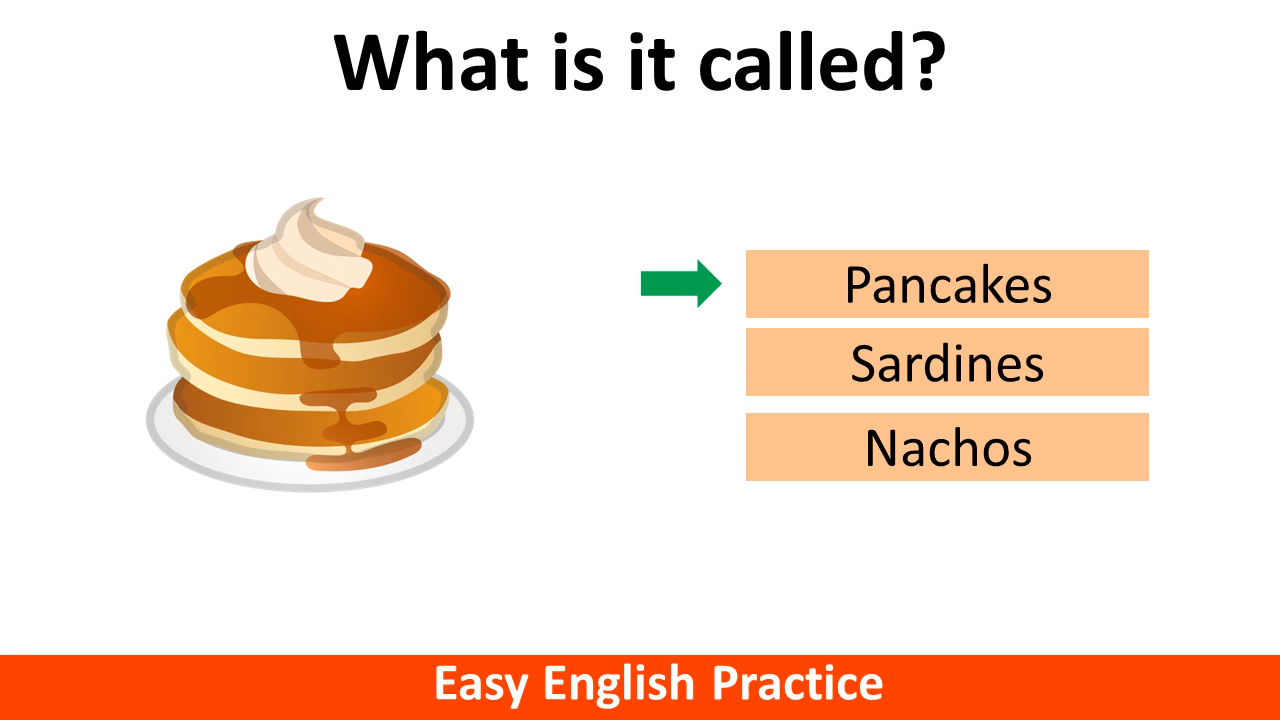 What is it called?
Pancakes
Sardines
Nachos
Easy English Practice